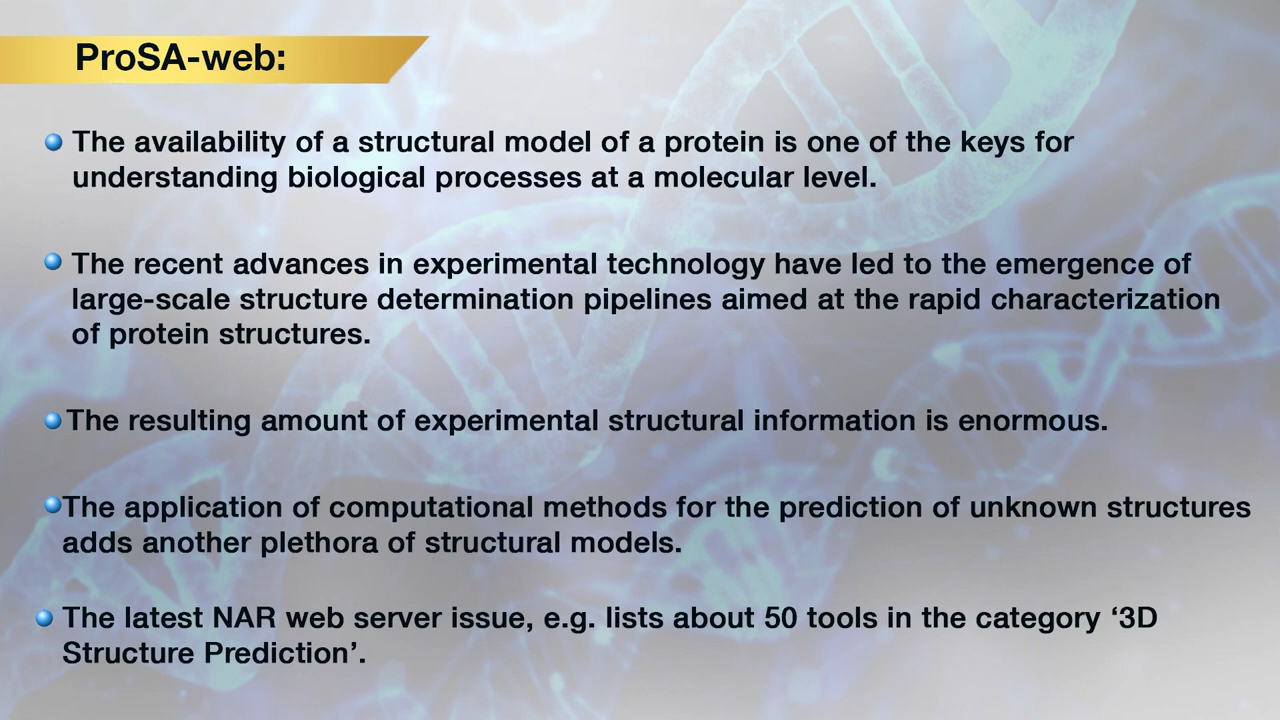 ProSA-web:
The availability of a structural model of a protein is one of the keys for
understanding biological processes at a molecular level.
The recent advances in experimental technology have led to the emergence of
large-scale structure determination pipelines aimed at the rapid characterization
of protein structures.
The resulting amount of experimental structural information is enormous.
The application of computational methods for the prediction of unknown structures
adds another plethora of structural models.
The latest NAR web server issue, e.g. lists about 50 tools in the category ‘3D
Structure Prediction’.